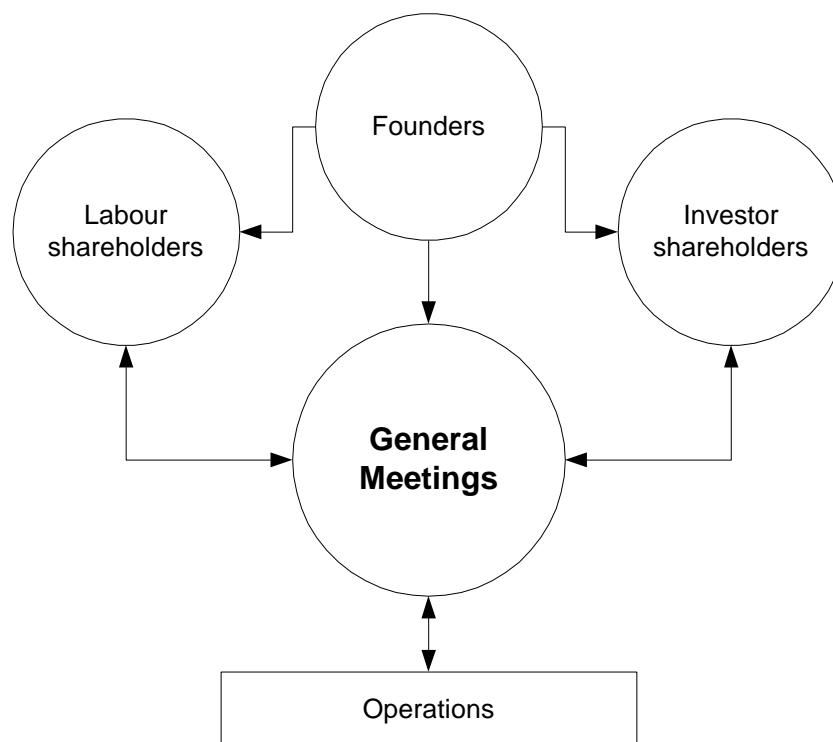 Founders
Labour
shareholders
Investor
shareholders
General
Meetings
Operations